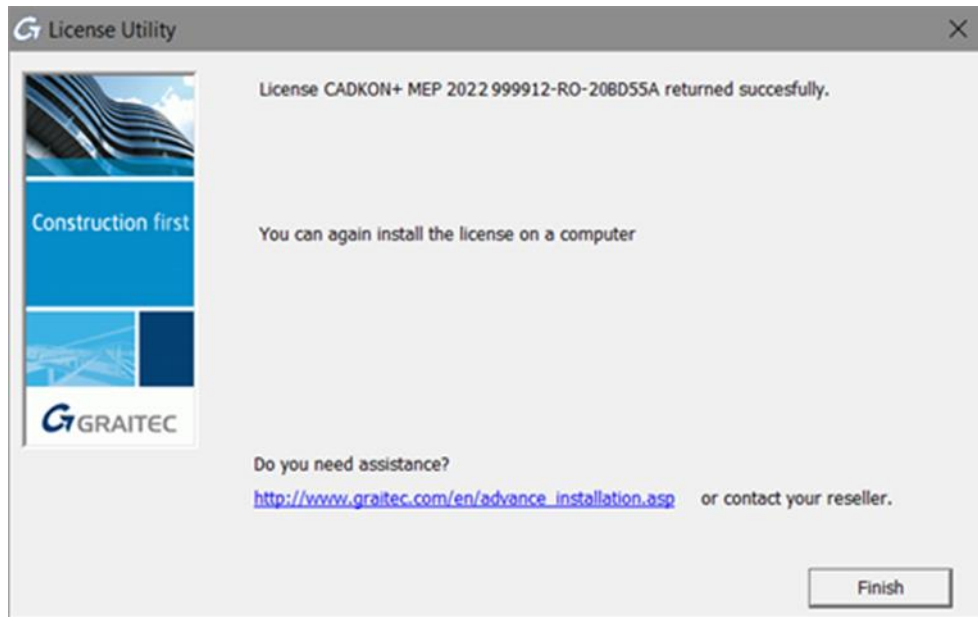 License Utility
License CADKON+ MEP 2022 999912-RO-20BD55A returned succesfully.
Construction first
You can again install the license on a computer
GRAITEC
Do you need assistance?
http://www.graitec.com/en/advance_installation.asp or contact your reseller.
Finish